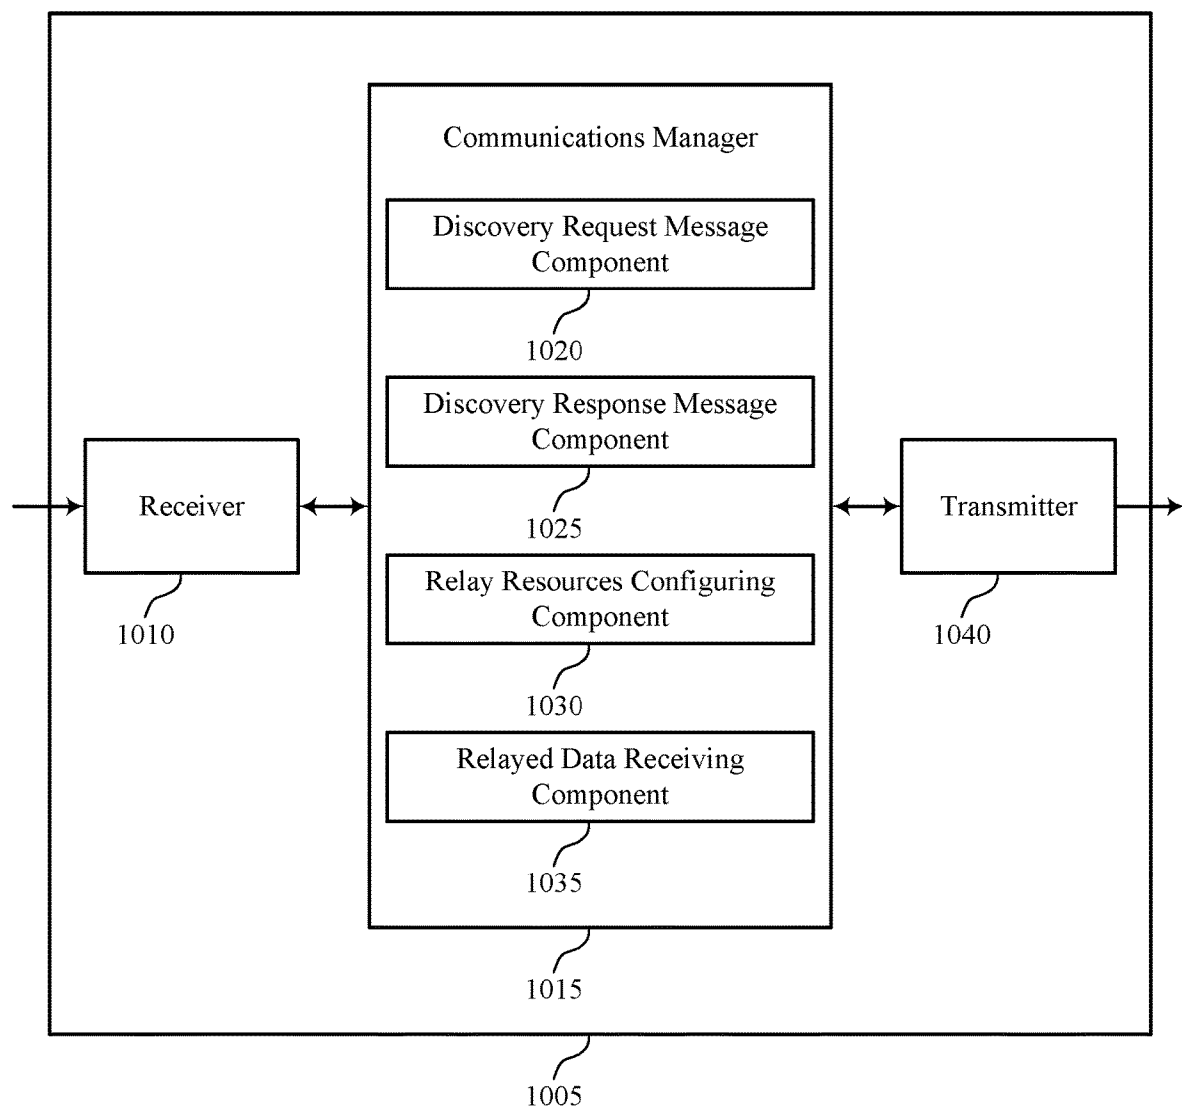 Communications Manager
Discovery Request Message
Component
1020
Discovery Response Message
Component
1025
Receiver
1010
Relay Resources Configuring
Component
1030
Transmitter
1040
Relayed Data Receiving
Component
1035
1015
1005